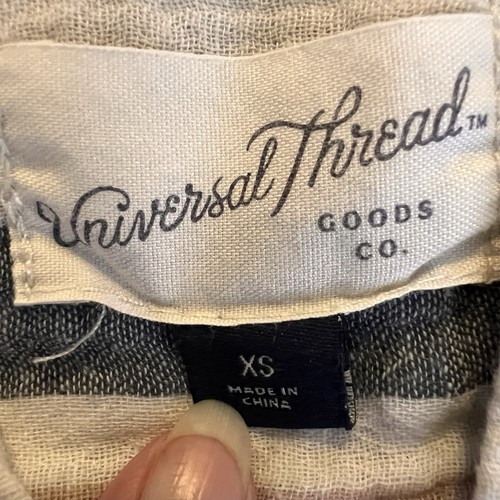 Universal Thread™
GOODS
CO.
XS
MADE IN
CHINA